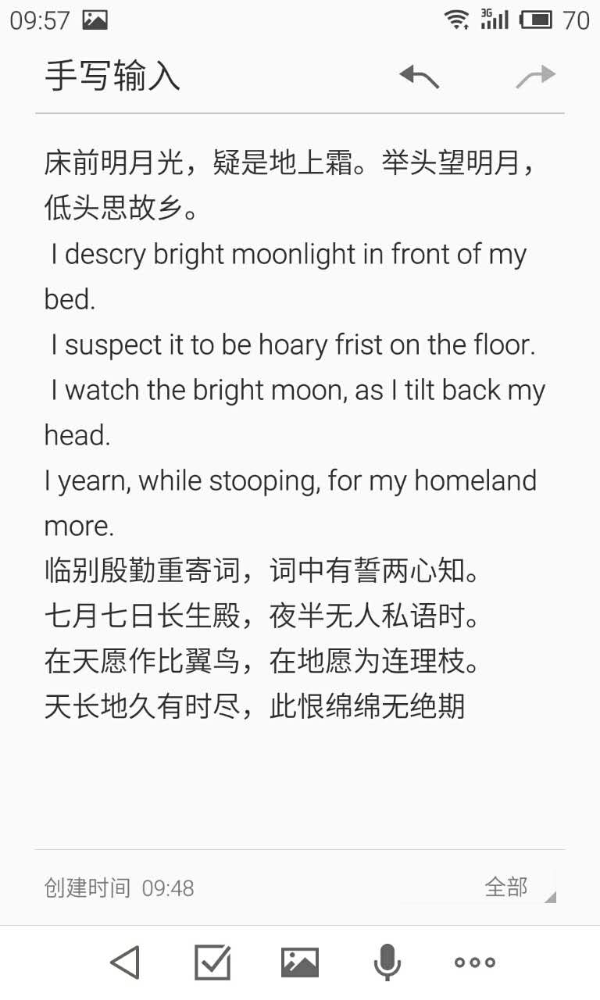 09:57 3G 70
手写输入
床前明月光，疑是地上霜。举头望明月，
低头思故乡。
I descry bright moonlight in front of my
bed.
I suspect it to be hoary frist on the floor.
I watch the bright moon, as I tilt back my
head.
I yearn, while stooping, for my homeland
more.
临别殷勤重寄词，词中有誓两心知。
七月七日长生殿，夜半无人私语时。
在天愿作比翼鸟，在地愿为连理枝。
天长地久有时尽，此恨绵绵无绝期
创建时间 09:48 全部